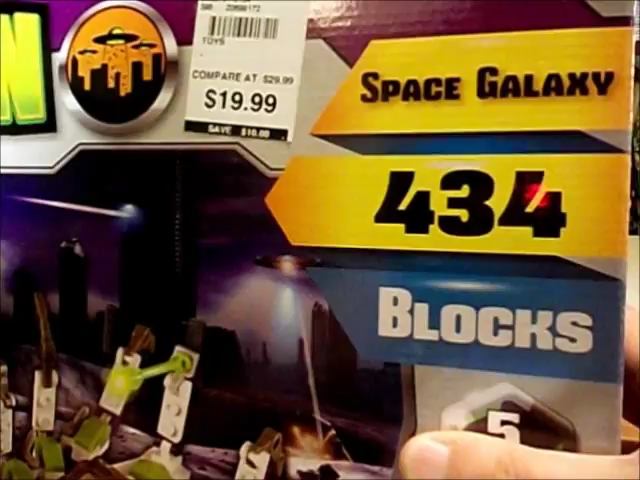 N
TOYS
COMPARE AT $29.99
$19.99
SAVE $10.00
SPACE GALAXY
434
BLOCKS
5